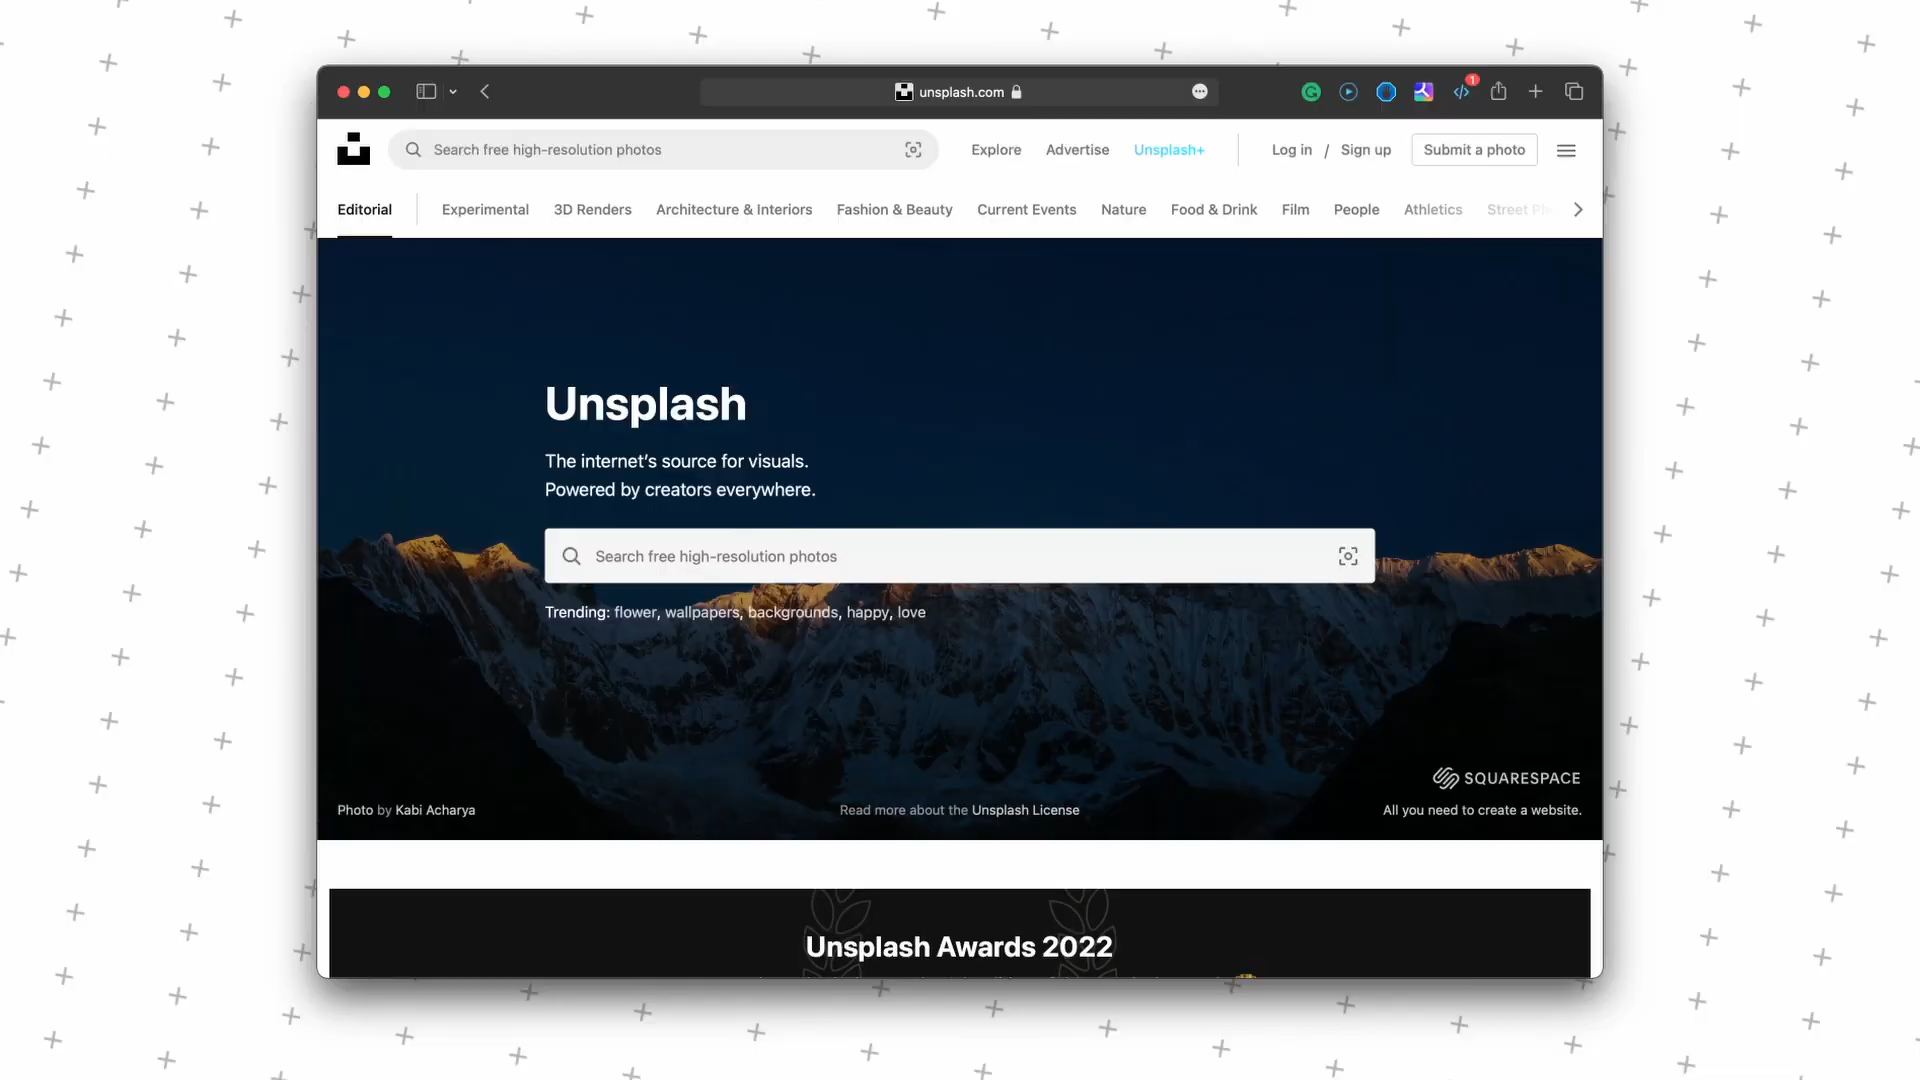 unsplash.com
1
Search free high-resolution photos
Explore
Advertise
Unsplash+
Log in / Sign up
Submit a photo
Editorial
Experimental
3D Renders
Architecture & Interiors
Fashion & Beauty
Current Events
Nature
Food & Drink
Film
People
Athletics
Street
Unsplash
The internet’s source for visuals.
Powered by creators everywhere.
Search free high-resolution photos
Trending: flower, wallpapers, backgrounds, happy, love
SQUARESPACE
Photo by Kabi Acharya
Read more about the Unsplash License
All you need to create a website.
Unsplash Awards 2022